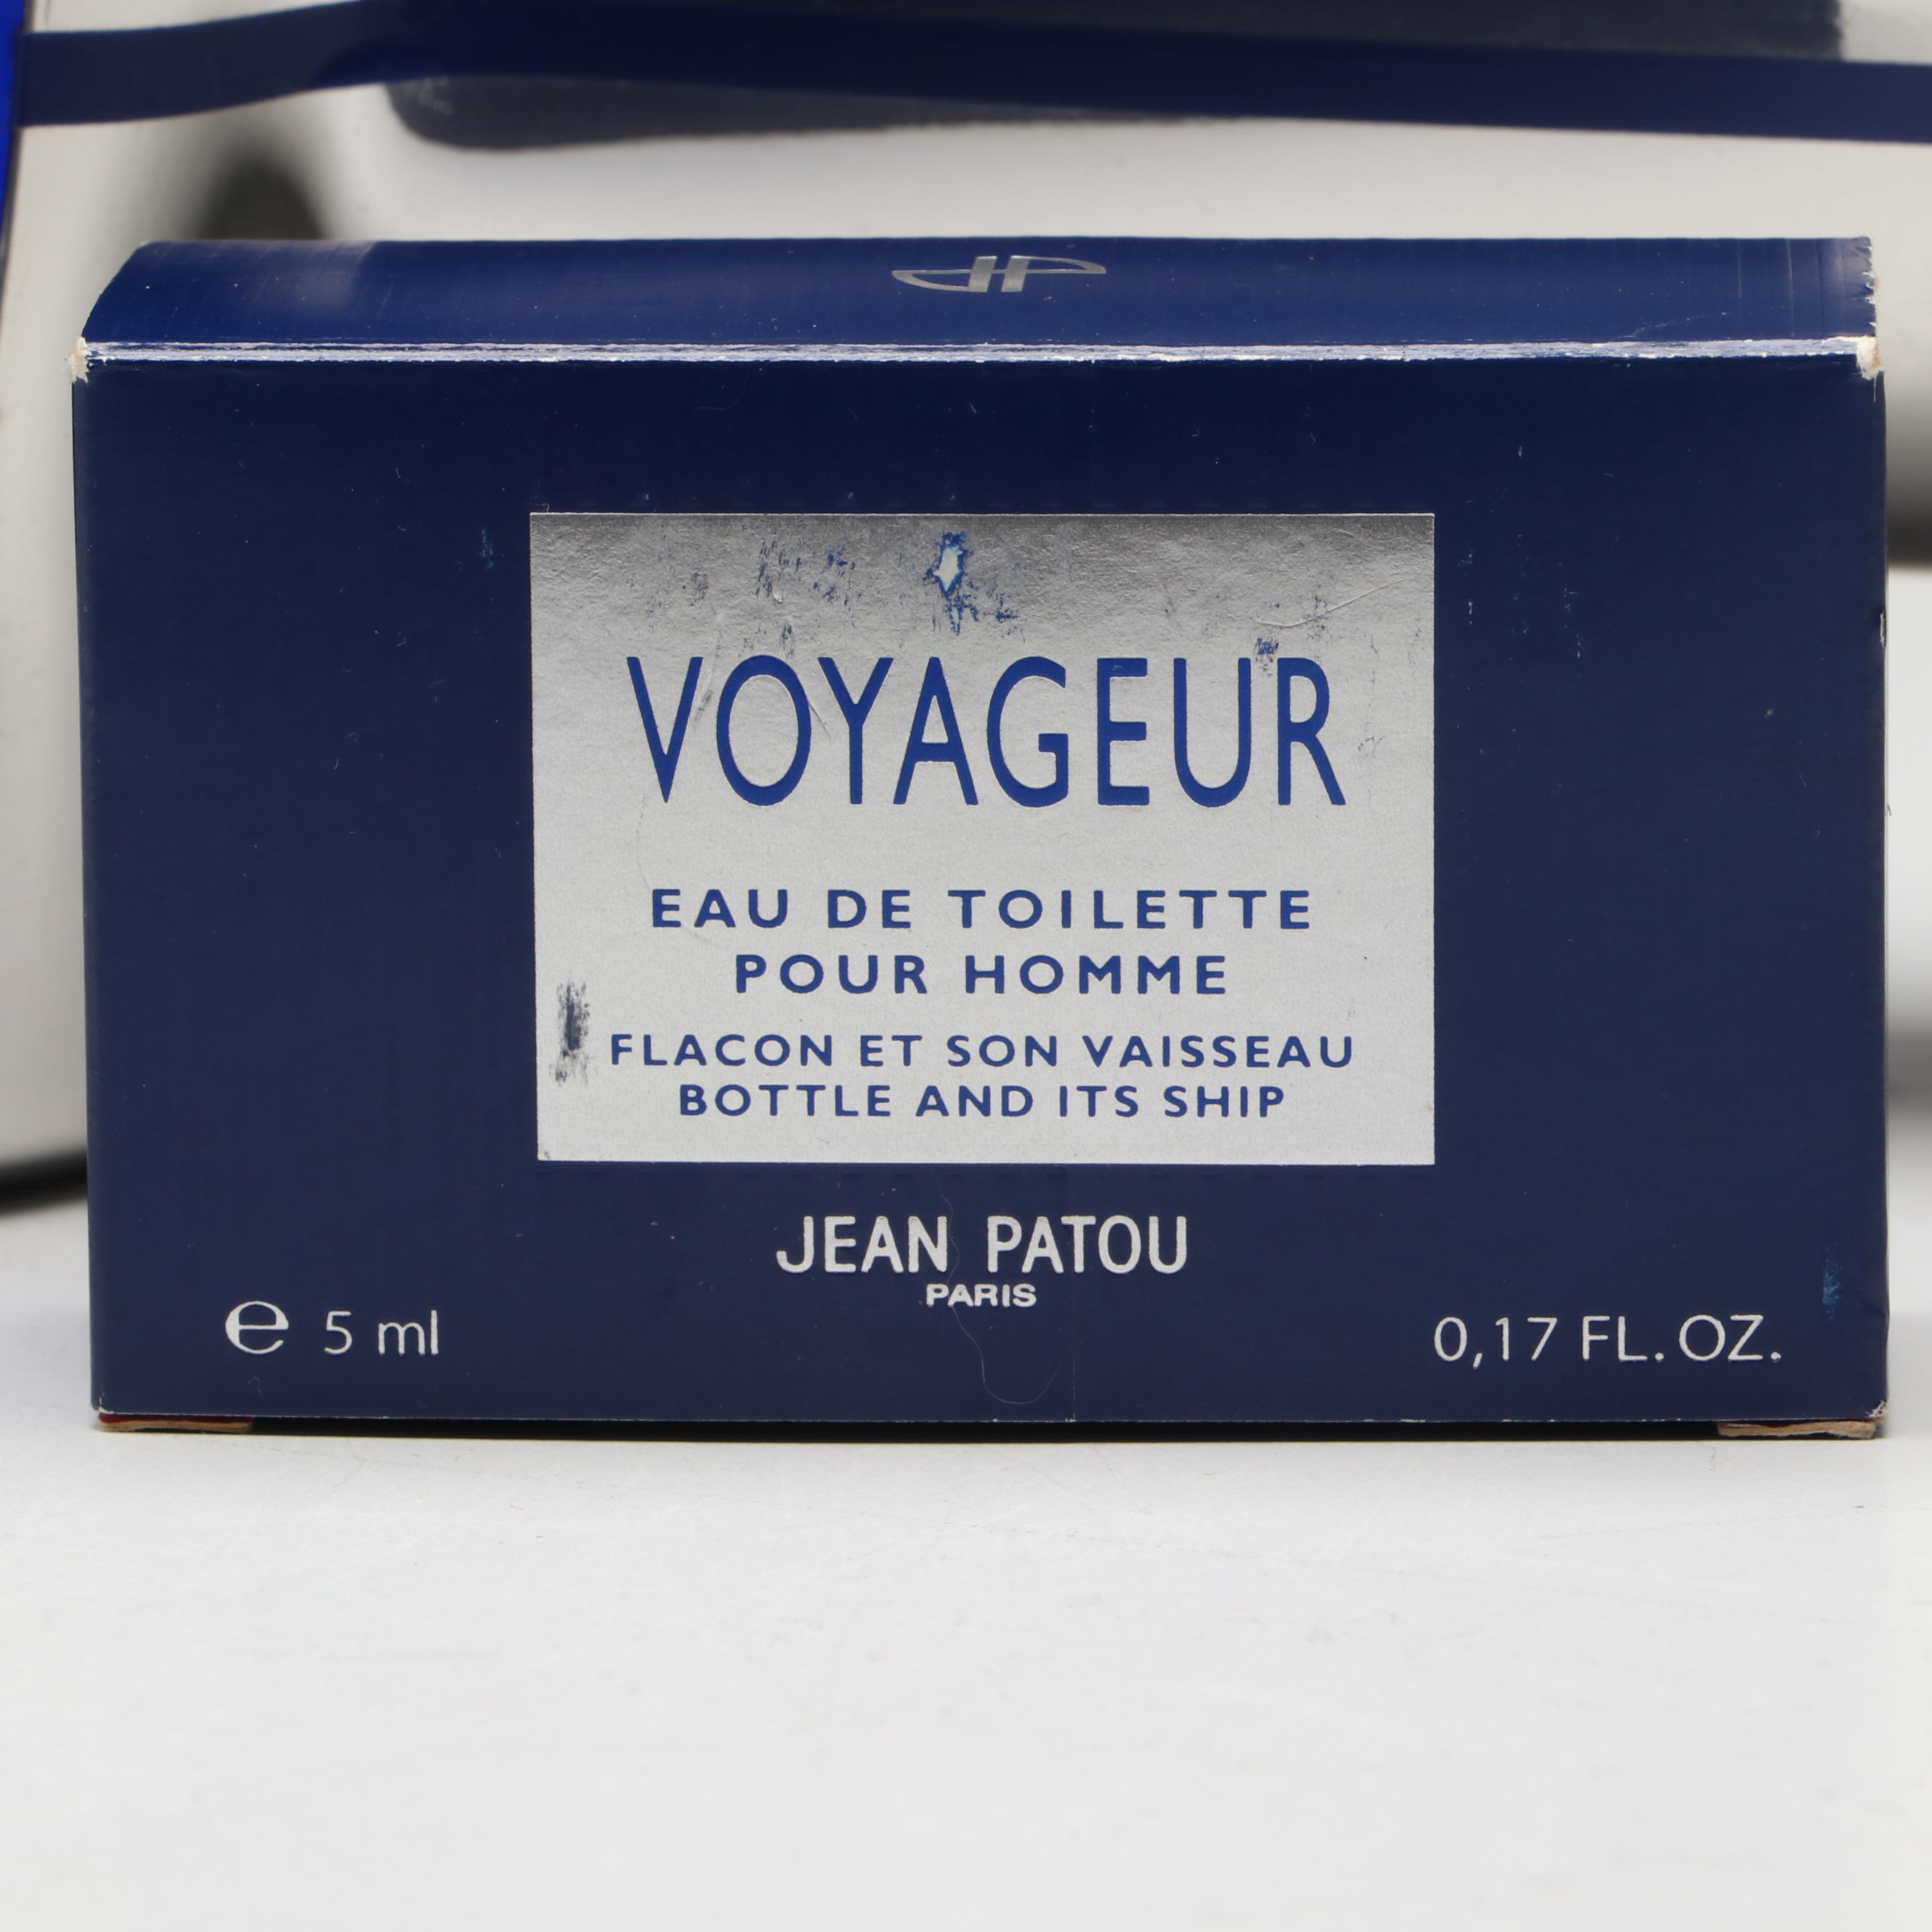 JP
VOYAGEUR
EAU DE TOILETTE
POUR HOMME
FLACON ET SON VAISSEAU
BOTTLE AND ITS SHIP
JEAN PATOU
PARIS
℮ 5 ml
0,17 FL. OZ.